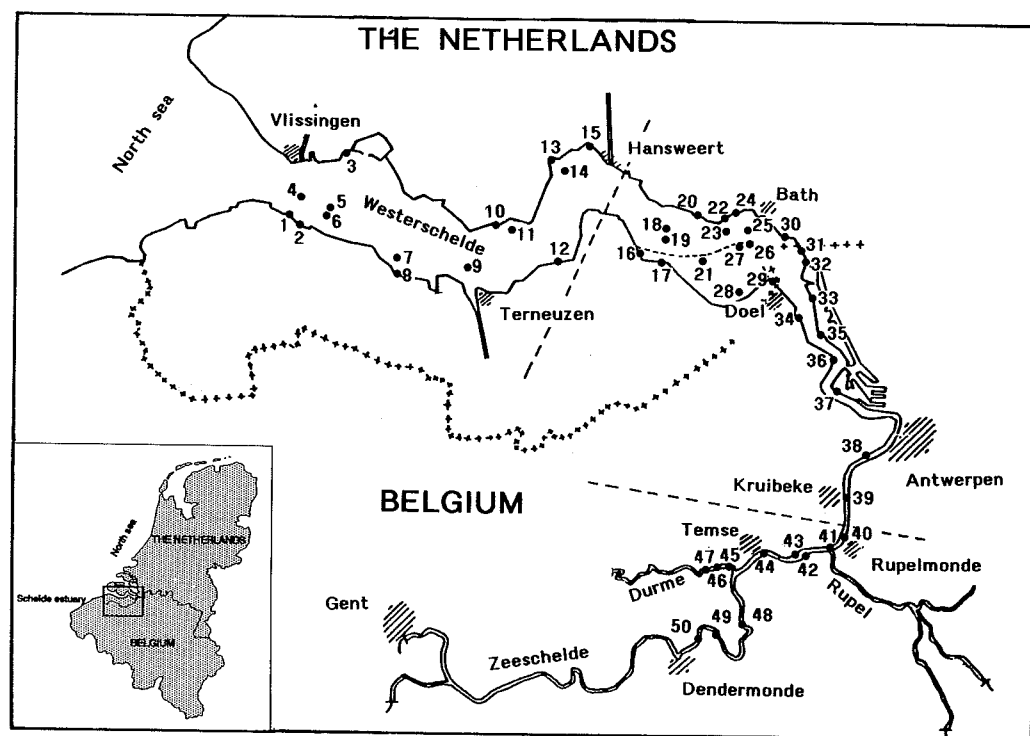 THE NETHERLANDS
North sea
Vlissingen
3
4
5
6
1
2
Westerschelde
7
8
9
10
11
12
Terneuzen
13
14
15
Hansweert
16
17
18
19
20
21
22
23
24
Bath
25
26
27
28
29
Doel
30
31
32
33
34
35
36
37
38
Antwerpen
BELGIUM
Kruibeke
39
40
41
Rupelmonde
Rupel
Temse
42
43
44
45
46
47
Durme
48
49
50
Dendermonde
Zeeschelde
Gent
North sea
THE NETHERLANDS
Schelde estuary
BELGIUM